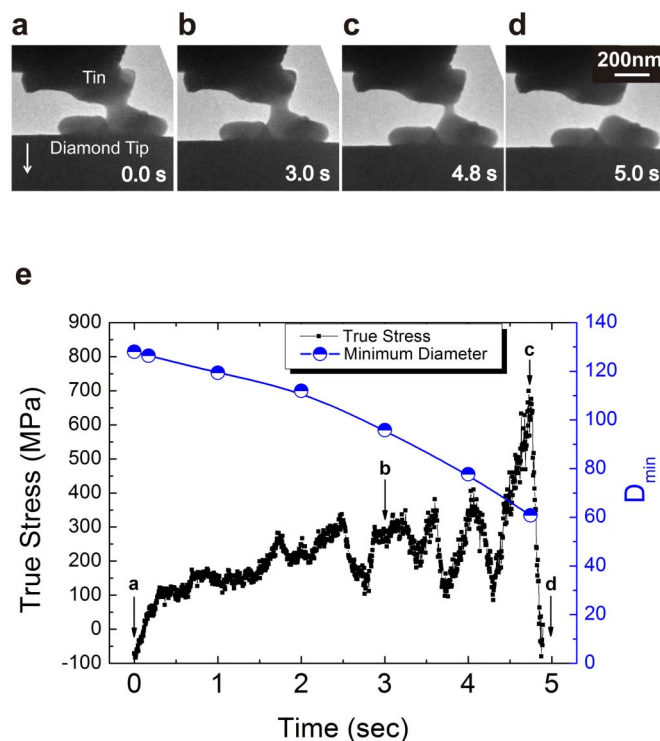 a
b
c
d
Tin
200nm
Diamond Tip
0.0 s
3.0 s
4.8 s
5.0 s
e
900
800
700
600
500
400
300
200
100
0
-100
True Stress (MPa)
True Stress
Minimum Diameter
a
b
c
d
140
120
100
80
60
40
20
0
D min
0
1
2
3
4
5
Time (sec)